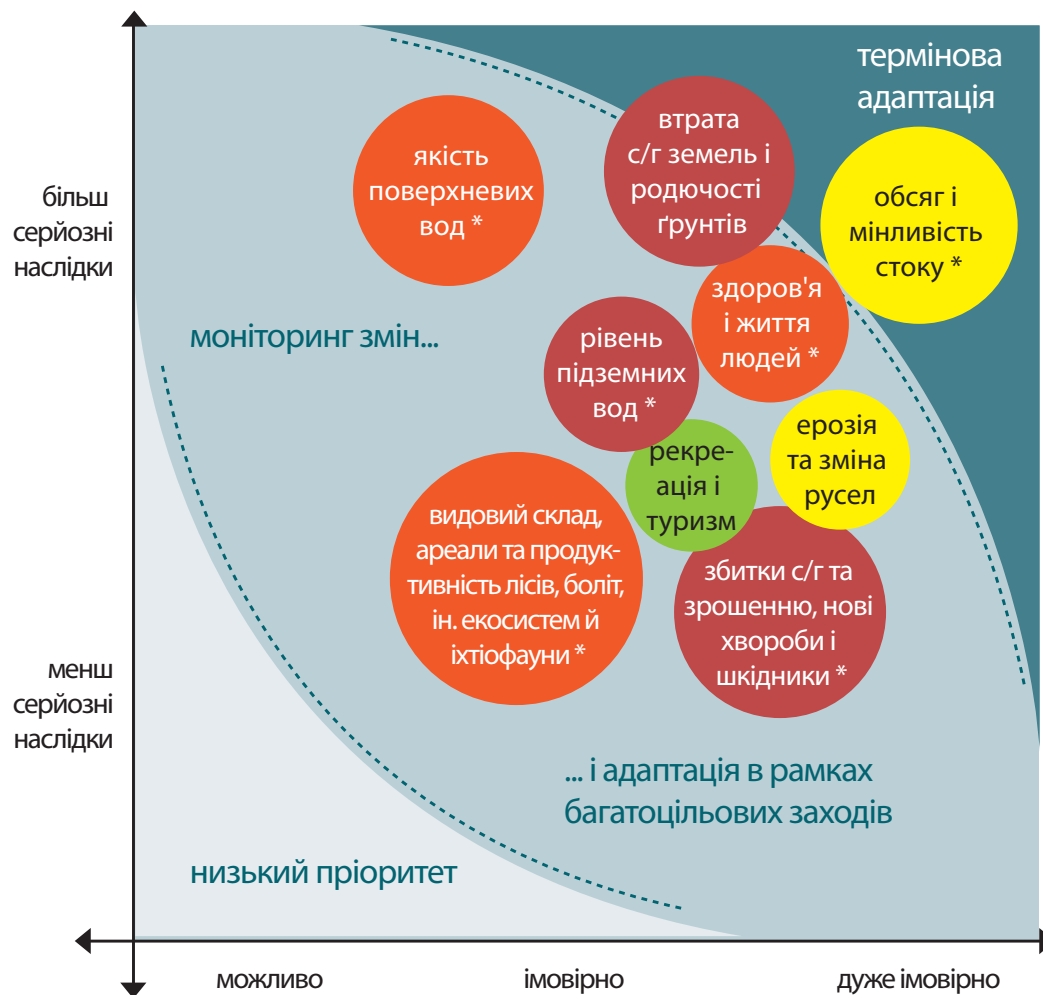 термінова
адаптація
втрата
с/г земель і
родючості
ґрунтів
якість
поверхневих
вод *
обсяг і
мінливість
стоку *
більш
серйозні
наслідки
здоров'я
і життя
людей *
моніторинг змін...
рівень
підземних
вод *
ерозія
та зміна
русел
рекре-
ація і
туризм
видовий склад,
ареали та продук-
тивність лісів, боліт,
ін. екосистем й
іхтіофауни *
збитки с/г та
зрошенню, нові
хвороби і
шкідники *
менш
серйозні
наслідки
... і адаптація в рамках
багатоцільових заходів
низький пріоритет
можливо
імовірно
дуже імовірно